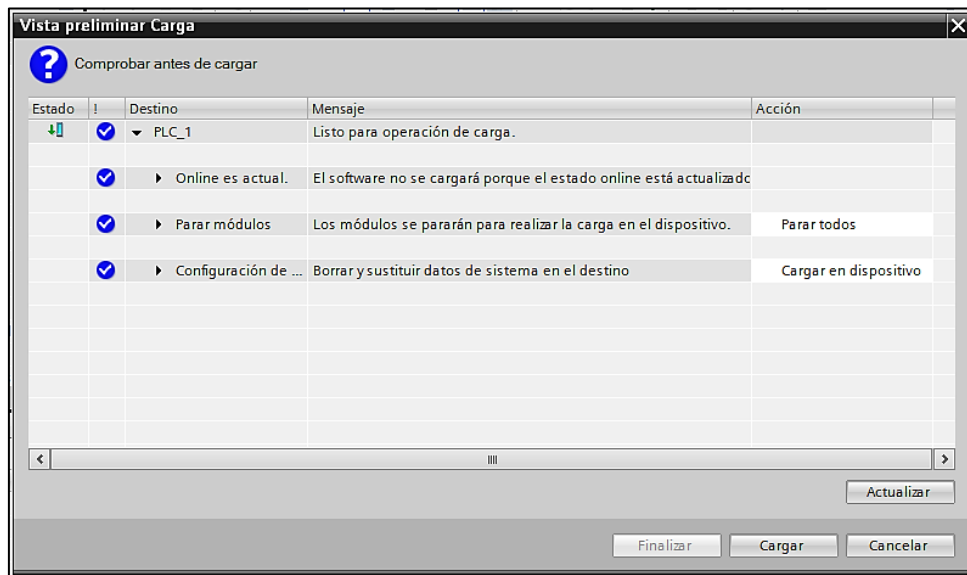 Vista preliminar Carga
Comprobar antes de cargar
Estado ! Destino Mensaje Acción
PLC_1 Listo para operación de carga.
Online es actual. El software no se cargará porque el estado online está actualizado
Parar módulos Los módulos se pararán para realizar la carga en el dispositivo. Parar todos
Configuración de ... Borrar y sustituir datos de sistema en el destino Cargar en dispositivo
Actualizar
Finalizar Cargar Cancelar